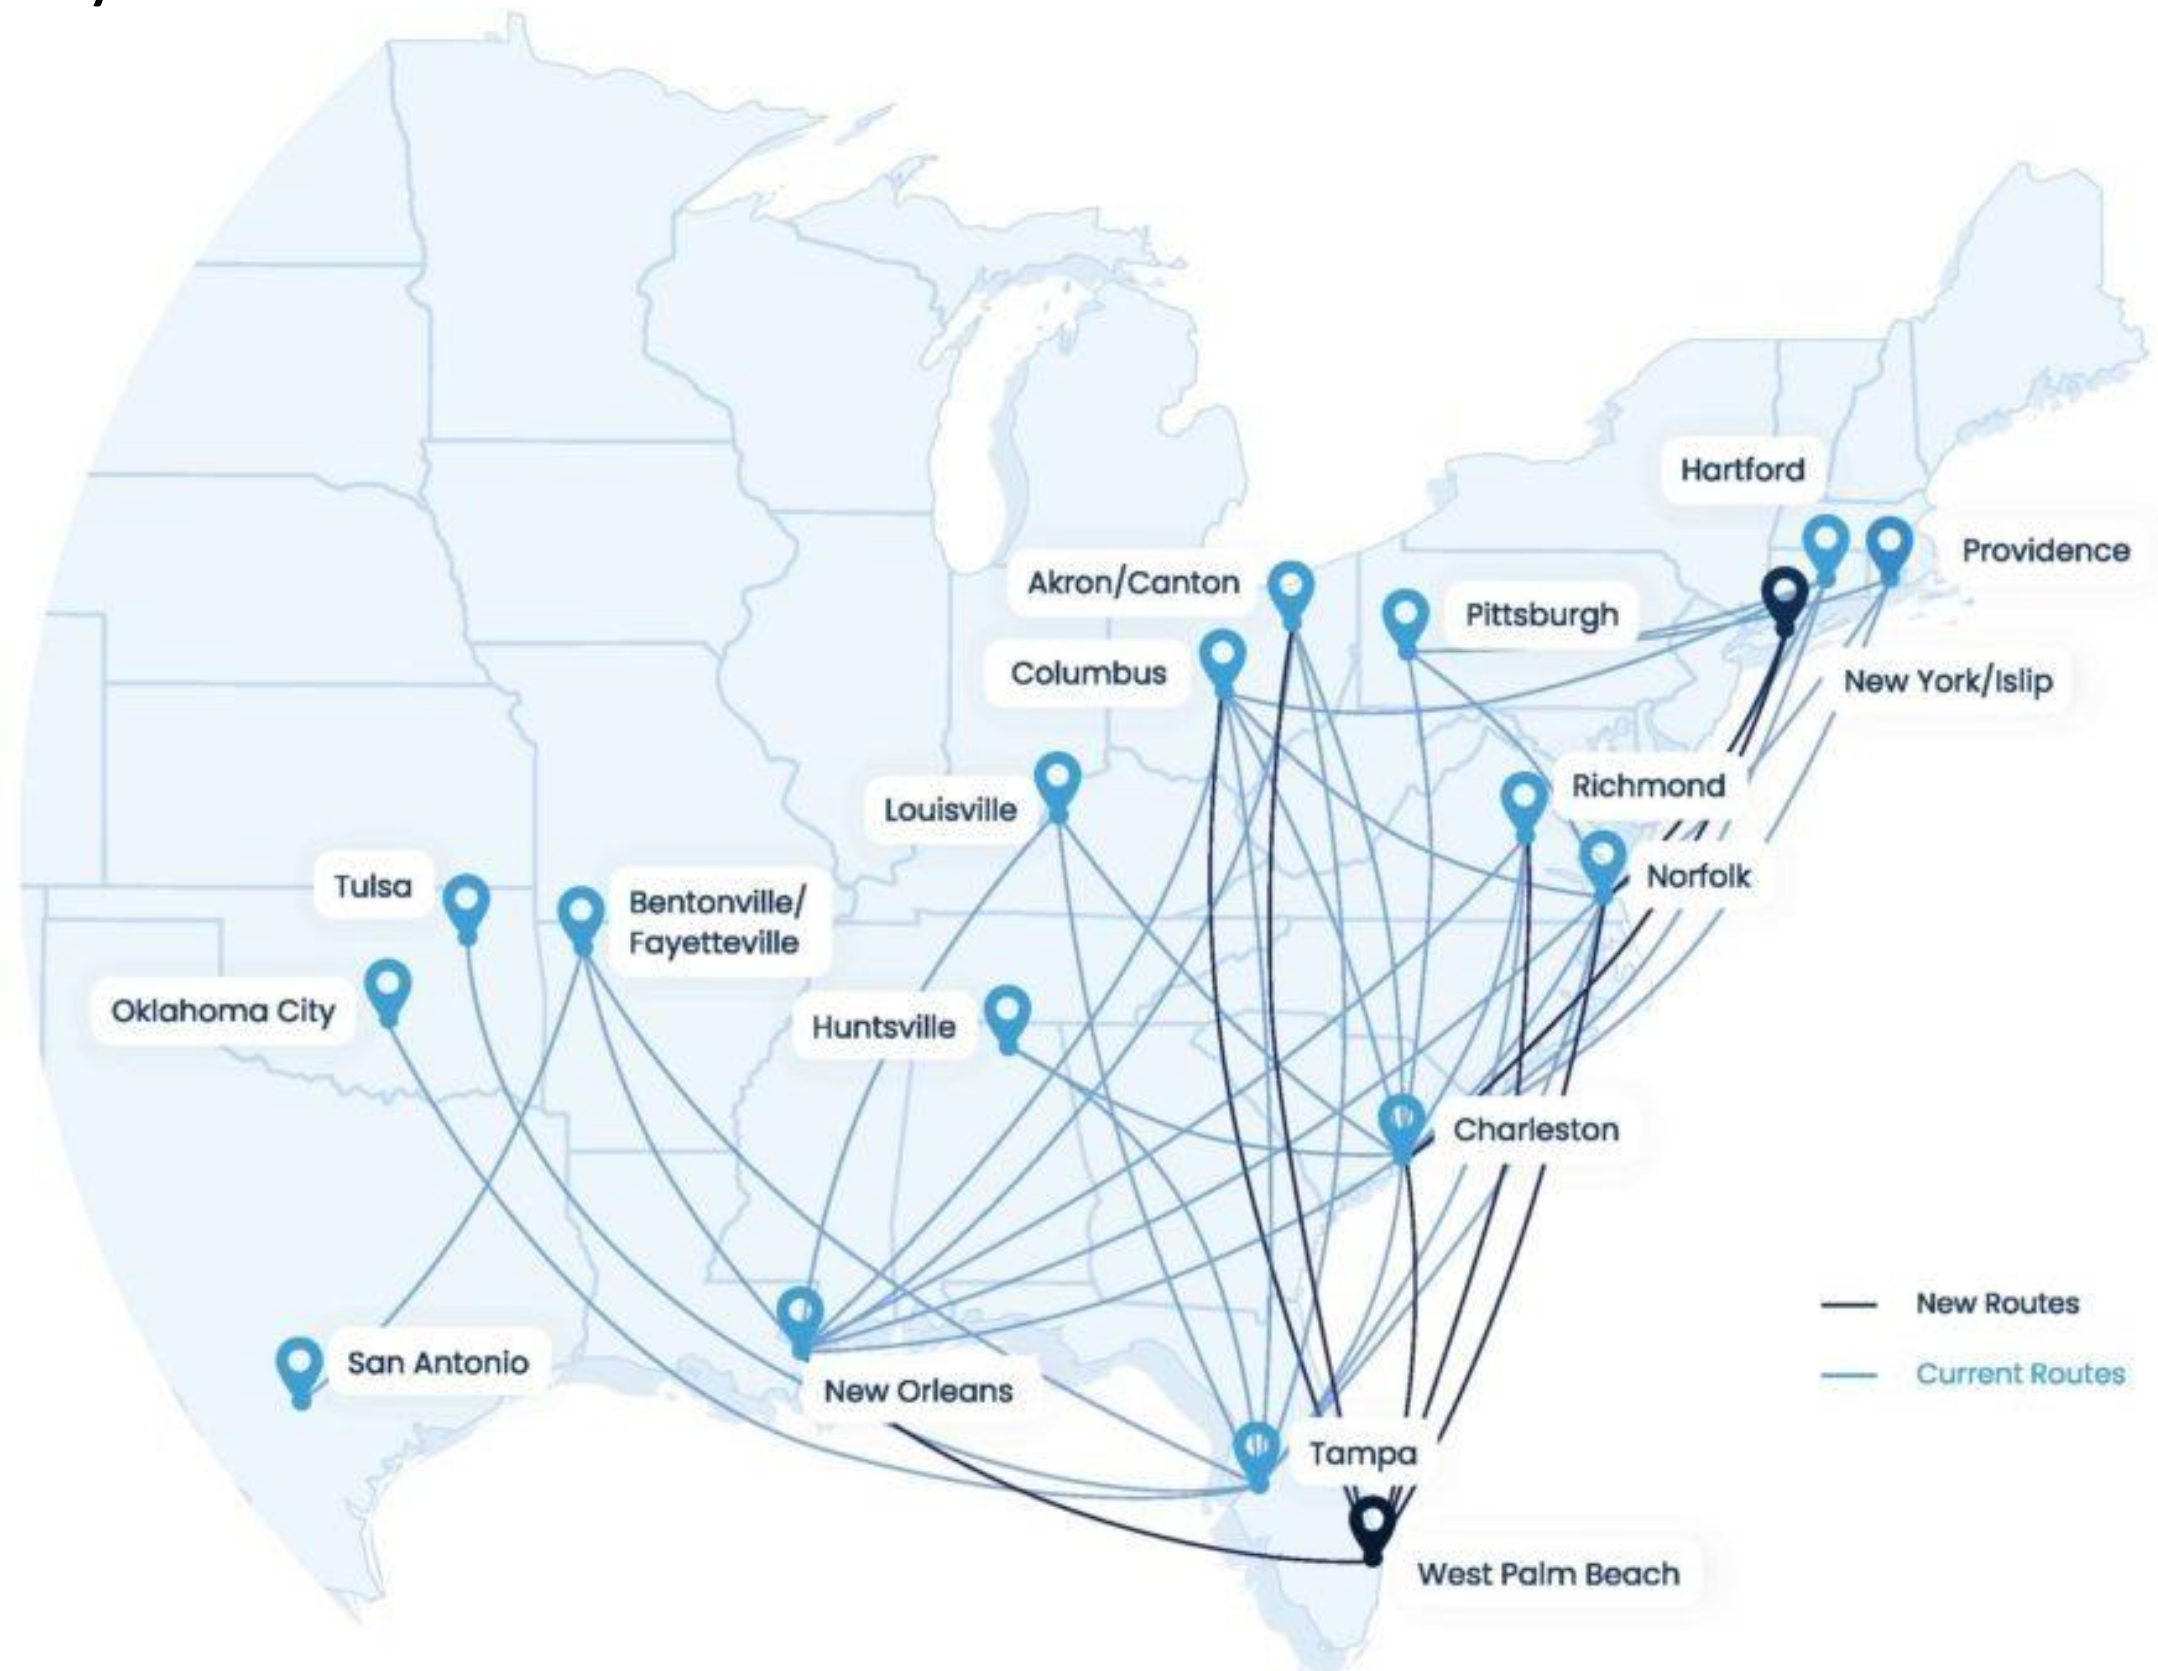 Hartford
Providence
Akron/Canton
Pittsburgh
Columbus
New York/Islip
Richmond
Louisville
Norfolk
Tulsa
Bentonville/
Fayetteville
Oklahoma City
Huntsville
Charleston
New Routes
San Antonio
Current Routes
New Orleans
Tampa
West Palm Beach